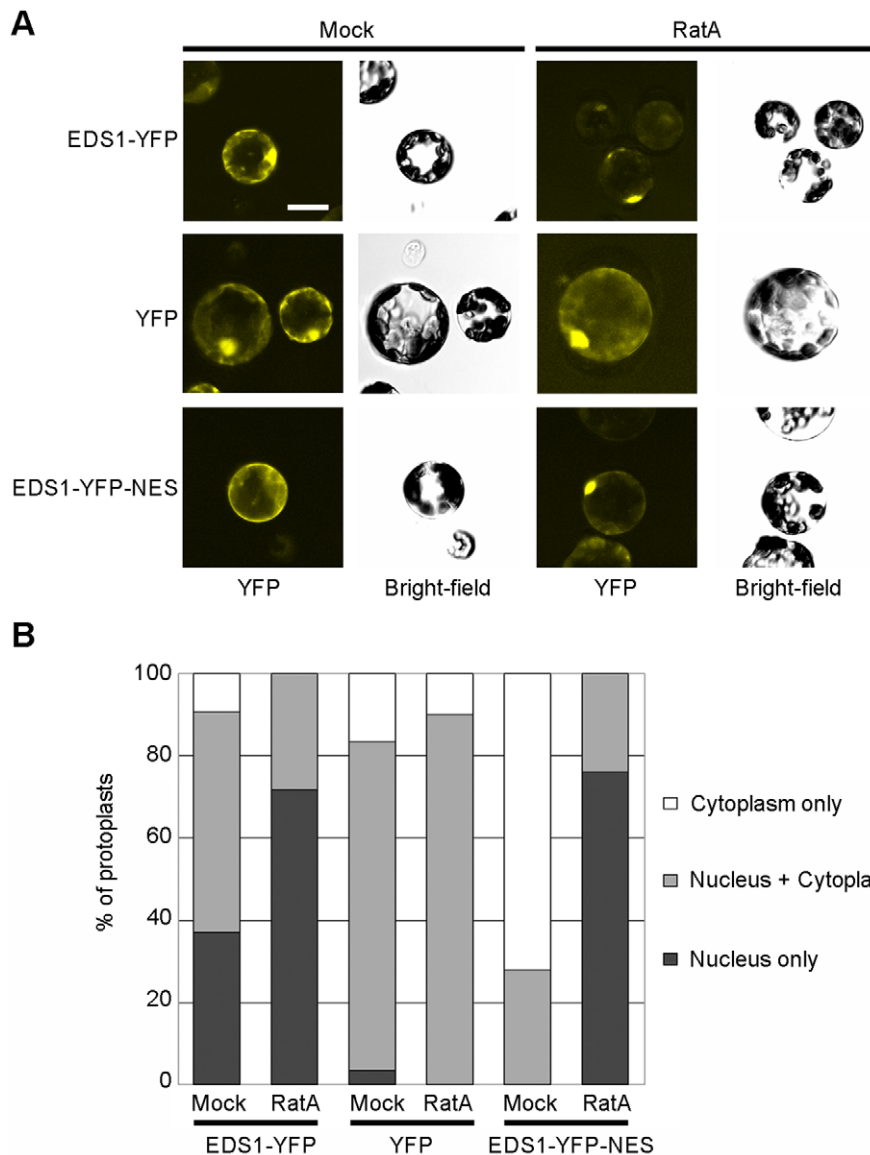 A
Mock RatA
EDS1-YFP
YFP
EDS1-YFP-NES
YFP Bright-field YFP Bright-field
B
100
80
60
40
20
0
% of protoplasts
Cytoplasm only
Nucleus + Cytopla
Nucleus only
Mock RatA Mock RatA Mock RatA
EDS1-YFP YFP EDS1-YFP-NES